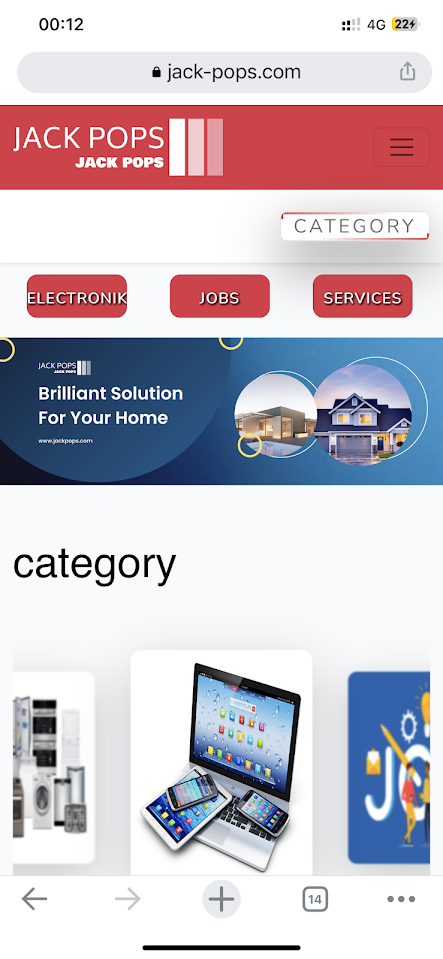 00:12
4G
22
jack-pops.com
JACK POPS
JACK POPS
CATEGORY
ELECTRONIK
JOBS
SERVICES
JACK POPS
JACK POPS
Brilliant Solution
For Your Home
www.jackpops.com
category
JO
14